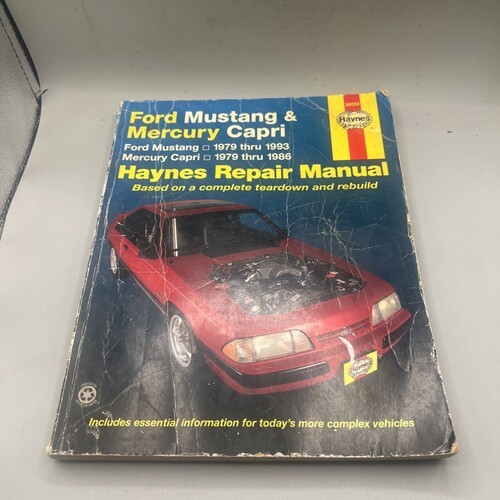 Ford Mustang &
Mercury Capri
Ford Mustang □ 1979 thru 1993
Mercury Capri □ 1979 thru 1986
Haynes Repair Manual
Based on a complete teardown and rebuild
Haynes
Haynes
Includes essential information for today's more complex vehicles